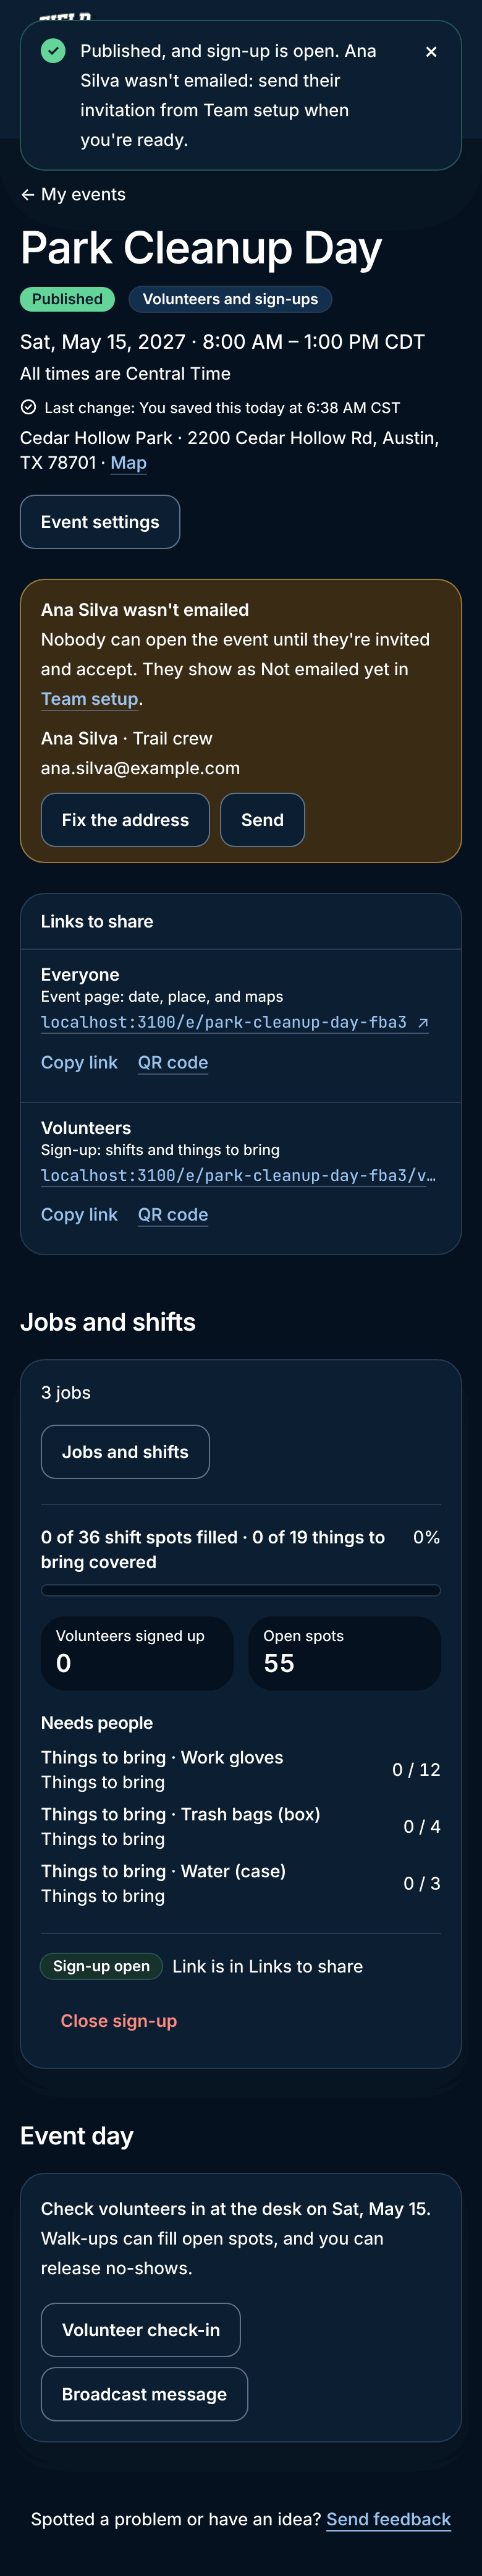 Published, and sign-up is open. Ana
Silva wasn't emailed: send their
invitation from Team setup when
you're ready.
← My events
Park Cleanup Day
Published
Volunteers and sign-ups
Sat, May 15, 2027 · 8:00 AM – 1:00 PM CDT
All times are Central Time
Last change: You saved this today at 6:38 AM CST
Cedar Hollow Park · 2200 Cedar Hollow Rd, Austin,
TX 78701 · Map
Event settings
Ana Silva wasn't emailed
Nobody can open the event until they're invited
and accept. They show as Not emailed yet in
Team setup.
Ana Silva · Trail crew
ana.silva@example.com
Fix the address
Send
Links to share
Everyone
Event page: date, place, and maps
localhost:3100/e/park-cleanup-day-fba3 ↗
Copy link
QR code
Volunteers
Sign-up: shifts and things to bring
localhost:3100/e/park-cleanup-day-fba3/v…
Copy link
QR code
Jobs and shifts
3 jobs
Jobs and shifts
0 of 36 shift spots filled · 0 of 19 things to
bring covered
0%
Volunteers signed up
0
Open spots
55
Needs people
Things to bring · Work gloves
Things to bring
0 / 12
Things to bring · Trash bags (box)
Things to bring
0 / 4
Things to bring · Water (case)
Things to bring
0 / 3
Sign-up open
Link is in Links to share
Close sign-up
Event day
Check volunteers in at the desk on Sat, May 15.
Walk-ups can fill open spots, and you can
release no-shows.
Volunteer check-in
Broadcast message
Spotted a problem or have an idea? Send feedback